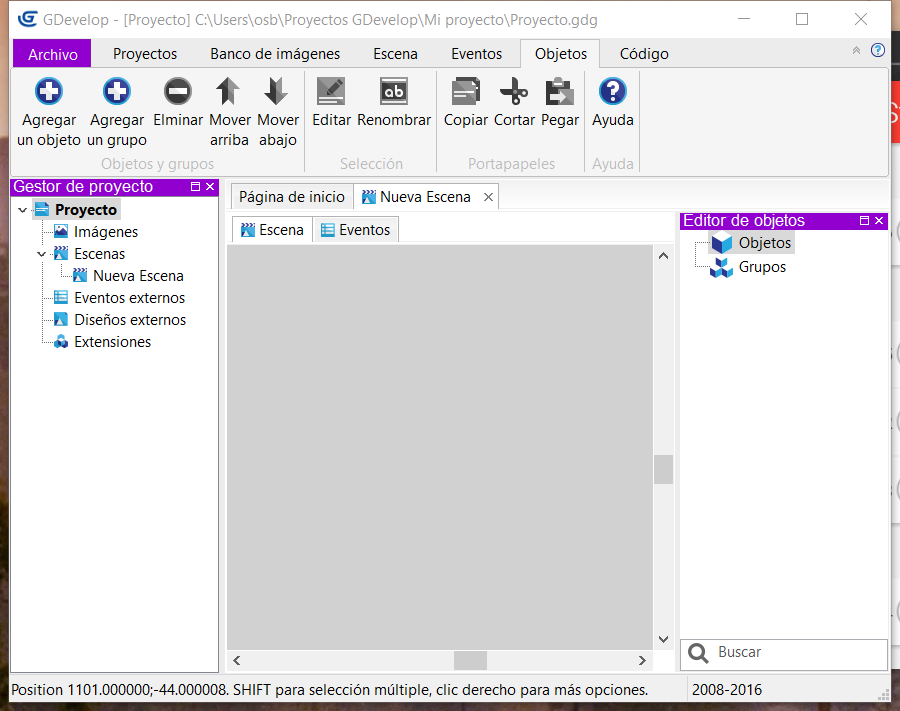 GDevelop - [Proyecto] C:\Users\osb\Proyectos GDevelop\Mi proyecto\Proyecto.gdg
Archivo Proyectos Banco de imágenes Escena Eventos Objetos Código
Agregar un objeto
Agregar un grupo
Elminar
Mover arriba
Mover abajo
Editar
Renombrar
Copiar
Cortar
Pegar
Ayuda
Objetos y grupos
Selección
Portapapeles
Ayuda
Gestor de proyecto
Proyecto
Imágenes
Escenas
Nueva Escena
Eventos externos
Diseños externos
Extensiones
Página de inicio
Nueva Escena
Escena
Eventos
Editor de objetos
Objetos
Grupos
Buscar
Position 1101.000000;-44.000008. SHIFT para selección múltiple, clic derecho para más opciones.
2008-2016